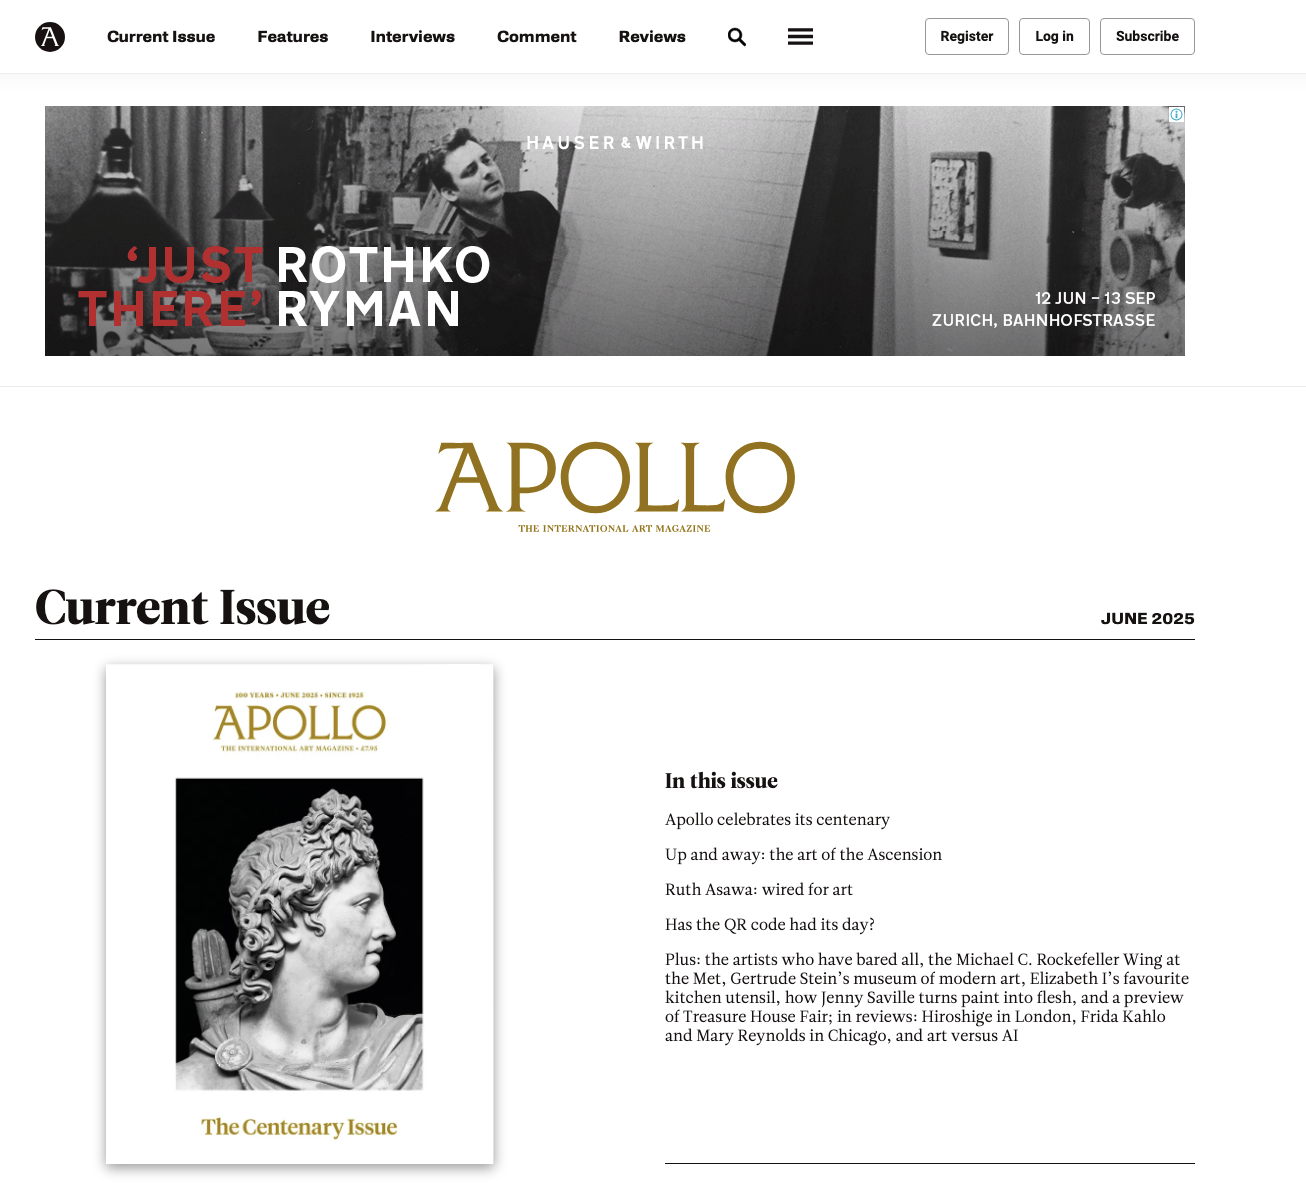 A
Current Issue
Features
Interviews
Comment
Reviews
Register
Log in
Subscribe
HAUSER & WIRTH
‘JUST ROTHKO
THERE’ RYMAN
12 JUN – 13 SEP
ZURICH, BAHNHOFSTRASSE
APOLLO
THE INTERNATIONAL ART MAGAZINE
Current Issue
JUNE 2025
100 YEARS • JUNE 2025 • SINCE 1925
APOLLO
THE INTERNATIONAL ART MAGAZINE • £7.95
The Centenary Issue
In this issue
Apollo celebrates its centenary
Up and away: the art of the Ascension
Ruth Asawa: wired for art
Has the QR code had its day?
Plus: the artists who have bared all, the Michael C. Rockefeller Wing at
the Met, Gertrude Stein’s museum of modern art, Elizabeth I’s favourite
kitchen utensil, how Jenny Saville turns paint into flesh, and a preview
of Treasure House Fair; in reviews: Hiroshige in London, Frida Kahlo
and Mary Reynolds in Chicago, and art versus AI